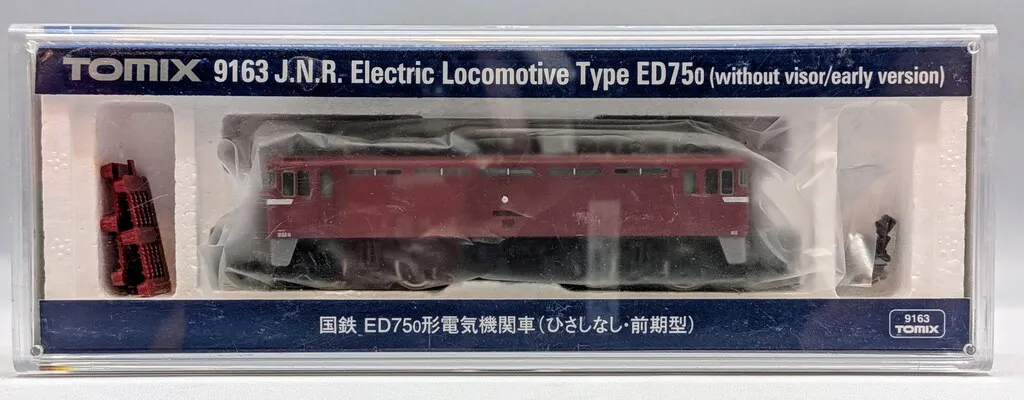 TOMIX 9163 J.N.R. Electric Locomotive Type ED750 (without visor/early version)
国鉄 ED750形電気機関車(ひさしなし・前期型)
9163
TOMIX